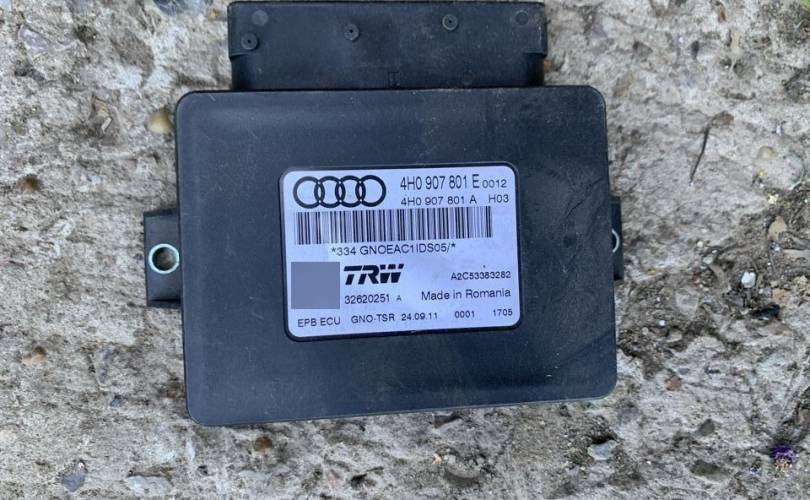 4H0 907 801 E 0012
4H0 907 801 A H03
*334 GNOEAC1IDS05/*
TRW
A2C53363282
32620251 A Made in Romania
EPB ECU GNO-TSR 24.09.11 0001 1705